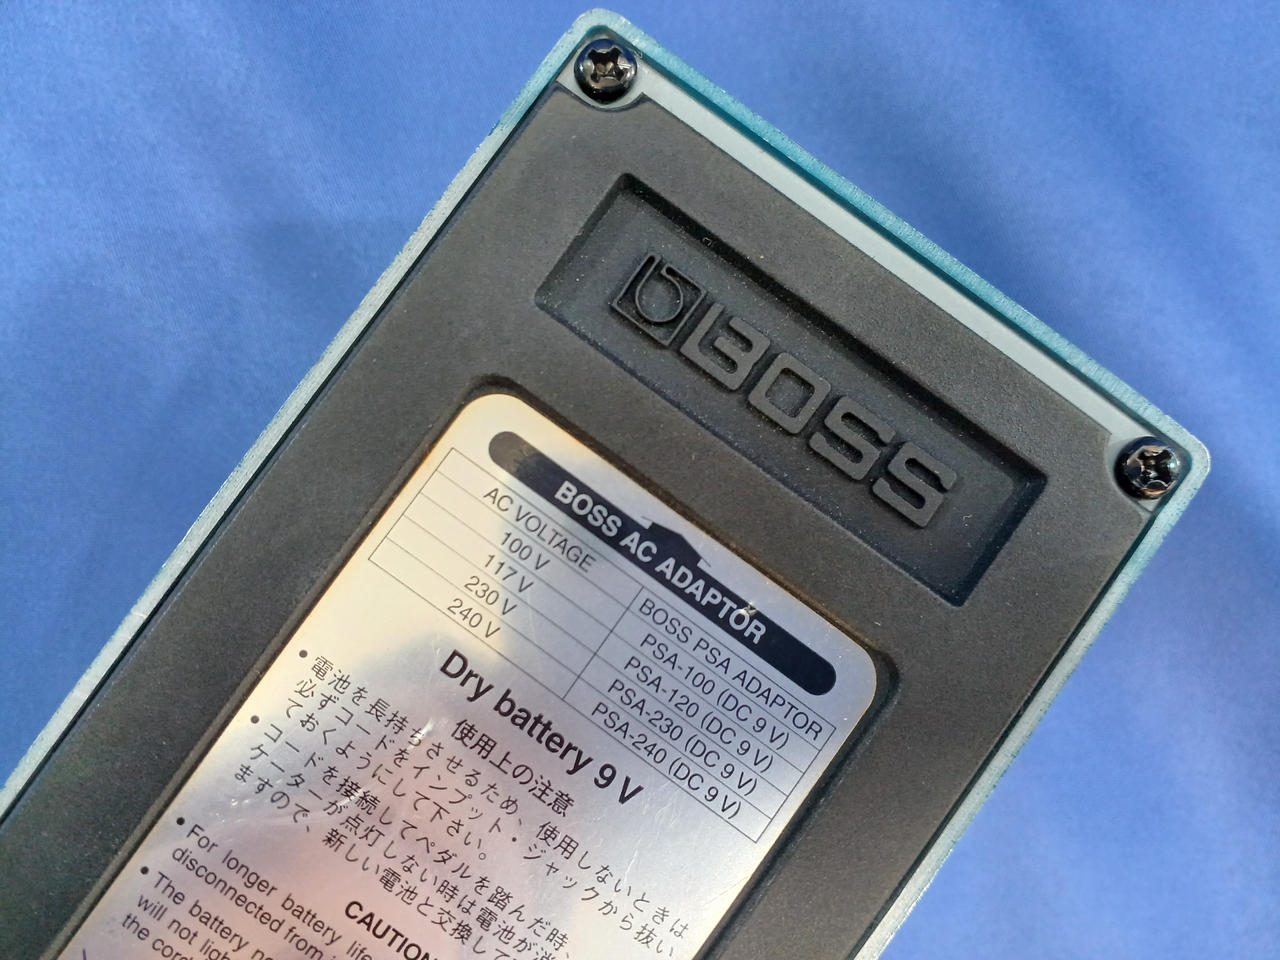 BOSS
BOSS AC ADAPTOR
AC VOLTAGE BOSS PSA ADAPTOR
100 V PSA-100 (DC 9 V)
117 V PSA-120 (DC 9 V)
230 V PSA-230 (DC 9 V)
240 V PSA-240 (DC 9 V)
Dry battery 9 V
使用上の注意
• 電池を長持ちさせるため、使用しないときは
必ずコードをインプット・ジャックから抜い
ておくようにして下さい。
• コードを接続してペダルを踏んだ時、
ケーターが点灯しない時は電池が消
ますので、新しい電池と交換して
CAUTION
• For longer battery life
disconnected from
• The battery
will not
the